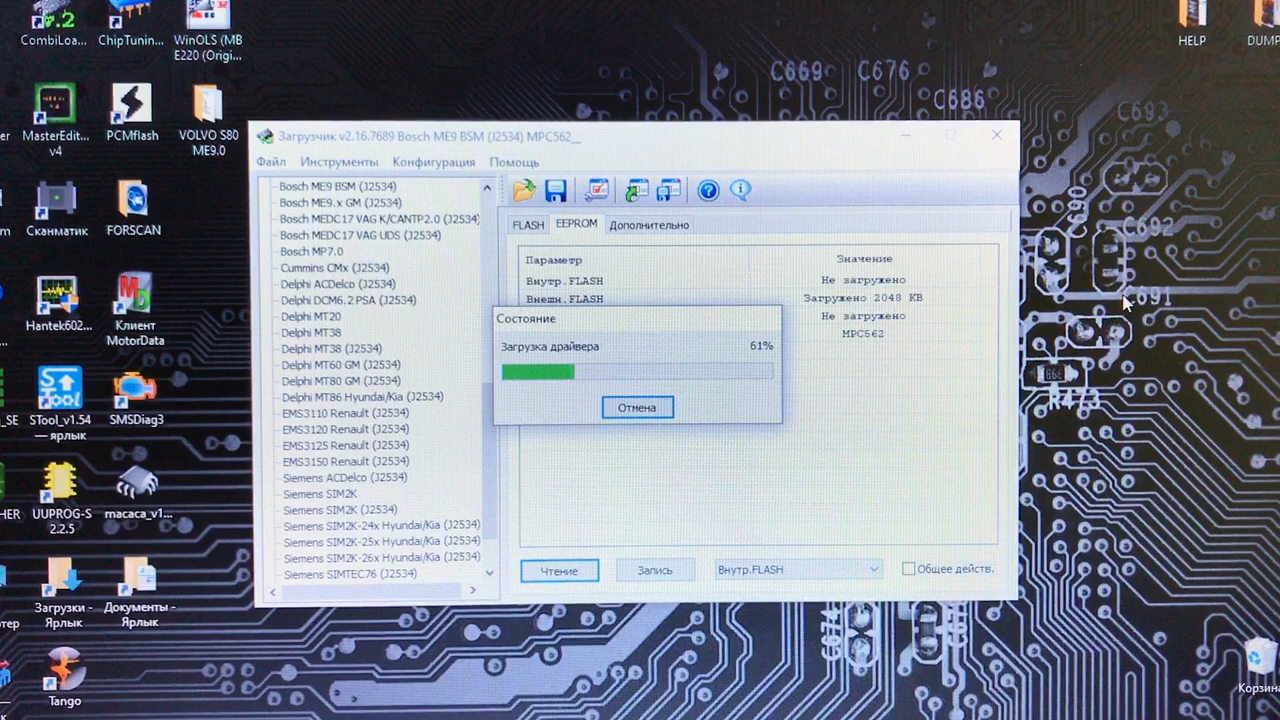 v.2
CombiLoa...
ChipTunin...
WinOLS (MB
E220 (Origi...
HELP
DUMP
MasterEdit...
v4
PCMflash
VOLVO S80
ME9.0
Сканматик
FORSCAN
Hantek602...
Клиент
MotorData
STool_v1.54
— ярлык
SMSDiag3
UUPROG-S
2.2.5
macaca_v1...
Загрузки -
Ярлык
Документы -
Ярлык
Tango
Корзина
Загрузчик v2.16.7689 Bosch ME9 BSM (J2534) MPC562__
Файл Инструменты Конфигурация Помощь
Bosch ME9 BSM (J2534)
Bosch ME9.x GM (J2534)
Bosch MEDC17 VAG K/CANTP2.0 (J2534)
Bosch MEDC17 VAG UDS (J2534)
Bosch MP7.0
Cummins CMx (J2534)
Delphi ACDelco (J2534)
Delphi DCM6.2 PSA (J2534)
Delphi MT20
Delphi MT38
Delphi MT38 (J2534)
Delphi MT60 GM (J2534)
Delphi MT80 GM (J2534)
Delphi MT86 Hyundai/Kia (J2534)
EMS3110 Renault (J2534)
EMS3120 Renault (J2534)
EMS3125 Renault (J2534)
EMS3150 Renault (J2534)
Siemens ACDelco (J2534)
Siemens SIM2K
Siemens SIM2K (J2534)
Siemens SIM2K-24x Hyundai/Kia (J2534)
Siemens SIM2K-25x Hyundai/Kia (J2534)
Siemens SIM2K-26x Hyundai/Kia (J2534)
Siemens SIMTEC76 (J2534)
FLASH EEPROM Дополнительно
Параметр Значение
Внутр.FLASH Не загружено
Внешн.FLASH Загружено 2048 KB
Не загружено
MPC562
Состояние
Загрузка драйвера 61%
Отмена
Чтение Запись Внутр.FLASH Общее действ.
C669 C676
C686
C693
C690
C692
C691
R473